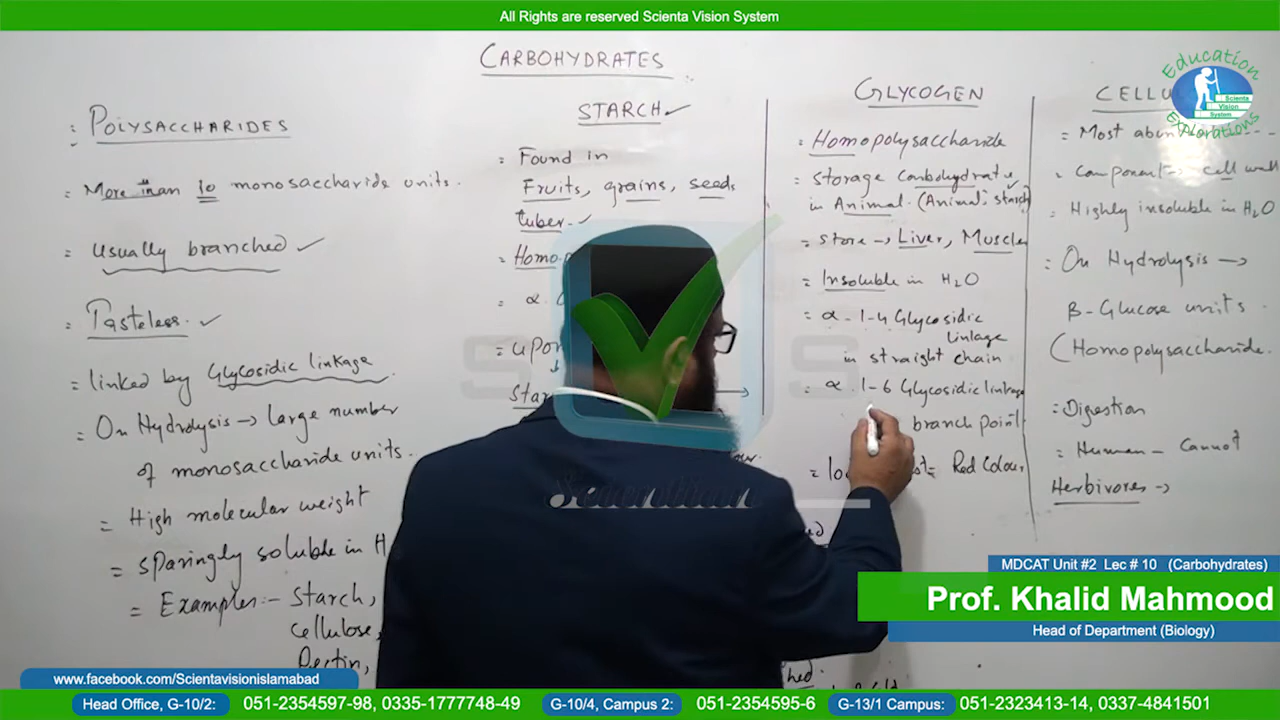 All Rights are reserved Scienta Vision System
CARBOHYDRATES
: POLYSACCHARIDES
= More than 10 monosaccharide units.
= Usually branched ✓
= Tasteless. ✓
= linked by Glycosidic linkage
= On Hydrolysis → large number
of monosaccharide units.
= High molecular weight
= sparingly soluble in H
= Examples:- Starch,
cellulose,
Pectin,
STARCH ✓
= Found in
Fruits, grains, seeds
tuber. ✓
= Homo
= α
= upon
↓
Star
GLYCOGEN
= Homopolysaccharide
= storage carbohydrate
in Animal. (Animal starch)
= store → Liver, Muscles
= Insoluble in H2O
= α-1-4 Glycosidic
linlage
in straight chain
= α.1-6 Glycosidic linkage
branch point
Red Colour
CELLU
= Most abun
= Component → cell wall
= Highly insoluble in H2O
= On Hydrolysis →
β-Glucose units
(Homopolysaccharide.
= Digestion
= Human - Cannot
Herbivores →
Education
Explorations
Scienta
Vision
System
MDCAT Unit #2 Lec # 10 (Carbohydrates)
Prof. Khalid Mahmood
Head of Department (Biology)
www.facebook.com/Scientavisionislamabad
Head Office, G-10/2: 051-2354597-98, 0335-1777748-49 G-10/4, Campus 2: 051-2354595-6 G-13/1 Campus: 051-2323413-14, 0337-4841501